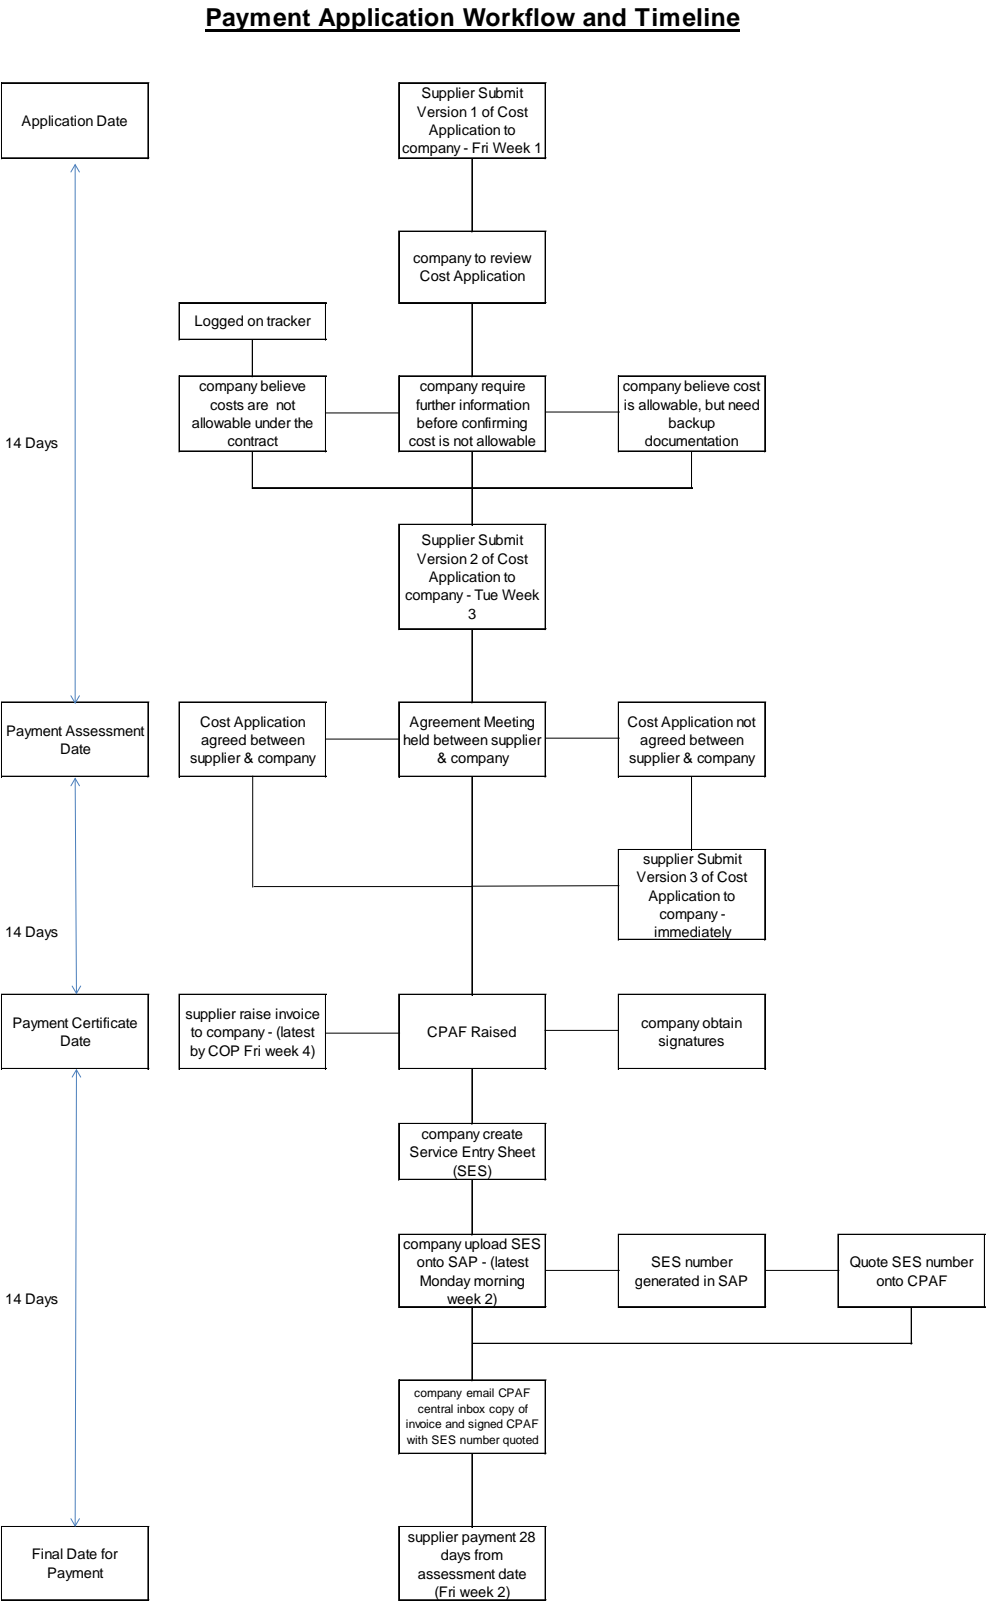 Payment Application Workflow and Timeline
Application Date
Supplier Submit
Version 1 of Cost
Application to
company - Fri Week 1
company to review
Cost Application
Logged on tracker
company believe
costs are  not
allowable under the
contract
company require
further information
before confirming
cost is not allowable
company believe cost
is allowable, but need
backup
documentation
14 Days
Supplier Submit
Version 2 of Cost
Application to
company - Tue Week
3
Payment Assessment
Date
Cost Application
agreed between
supplier & company
Agreement Meeting
held between supplier
& company
Cost Application not
agreed between
supplier & company
supplier Submit
Version 3 of Cost
Application to
company -
immediately
14 Days
Payment Certificate
Date
supplier raise invoice
to company - (latest
by COP Fri week 4)
CPAF Raised
company obtain
signatures
company create
Service Entry Sheet
(SES)
company upload SES
onto SAP - (latest
Monday morning
week 2)
SES number
generated in SAP
Quote SES number
onto CPAF
14 Days
company email CPAF
central inbox copy of
invoice and signed CPAF
with SES number quoted
Final Date for
Payment
supplier payment 28
days from
assessment date
(Fri week 2)